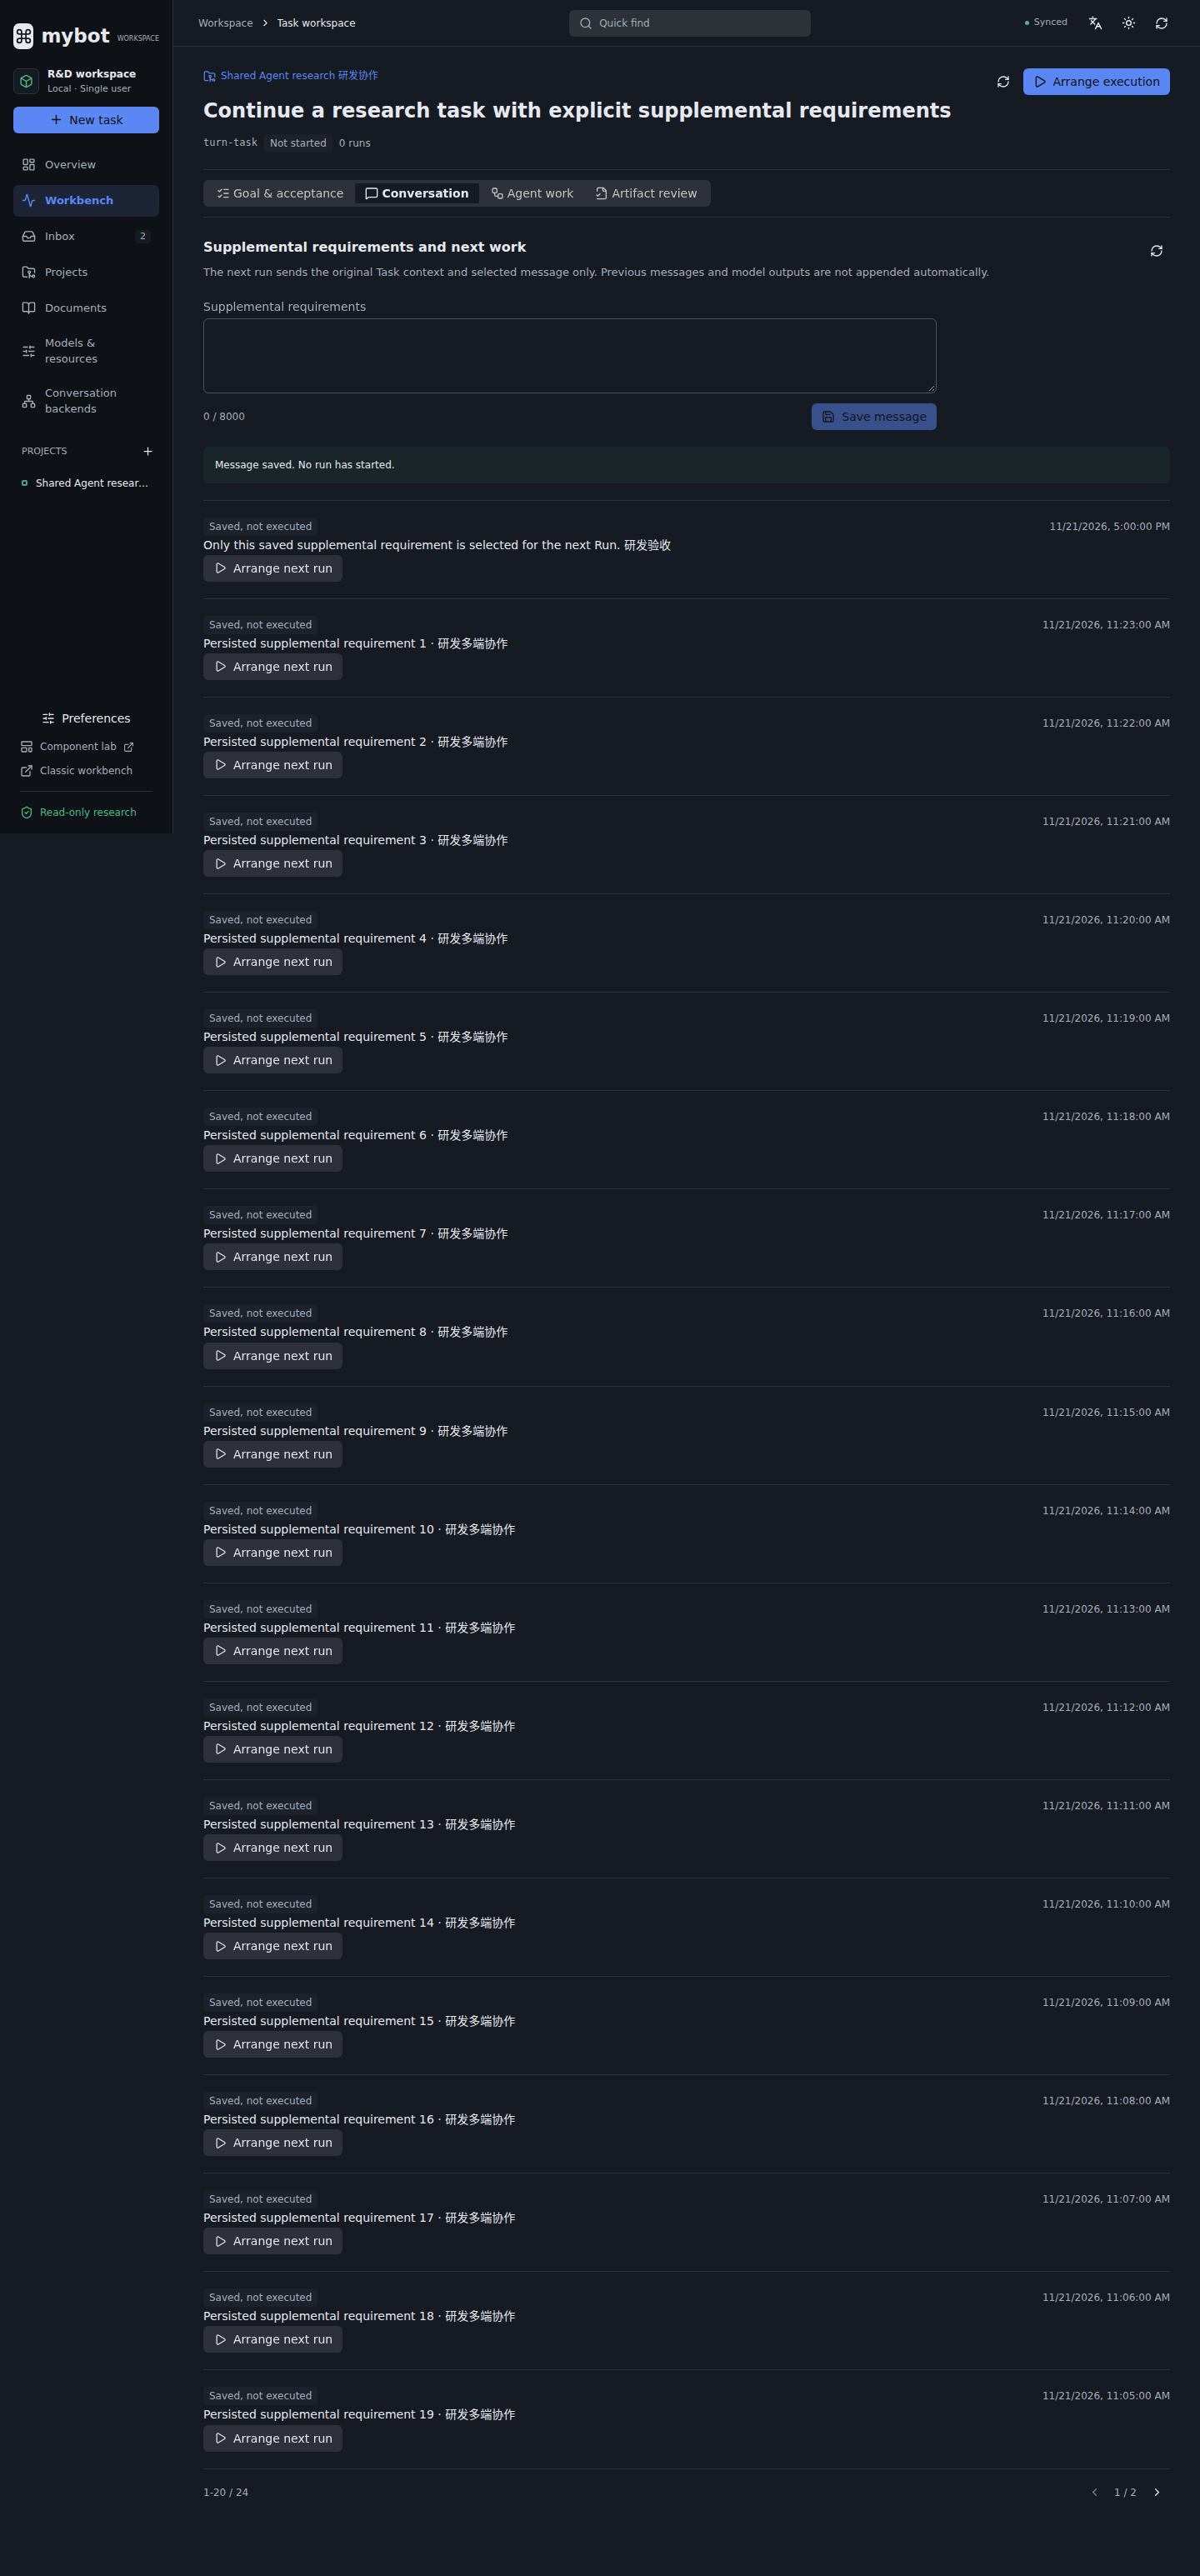 mybot WORKSPACE
R&D workspace
Local · Single user
New task
Overview
Workbench
Inbox 2
Projects
Documents
Models &
resources
Conversation
backends
PROJECTS
Shared Agent resear...
Preferences
Component lab
Classic workbench
Read-only research
Workspace Task workspace
Quick find
Synced
Shared Agent research 研发协作
Arrange execution
Continue a research task with explicit supplemental requirements
turn-task Not started 0 runs
Goal & acceptance Conversation Agent work Artifact review
Supplemental requirements and next work
The next run sends the original Task context and selected message only. Previous messages and model outputs are not appended automatically.
Supplemental requirements
0 / 8000
Save message
Message saved. No run has started.
Saved, not executed 11/21/2026, 5:00:00 PM
Only this saved supplemental requirement is selected for the next Run. 研发验收
Arrange next run
Saved, not executed 11/21/2026, 11:23:00 AM
Persisted supplemental requirement 1 · 研发多端协作
Arrange next run
Saved, not executed 11/21/2026, 11:22:00 AM
Persisted supplemental requirement 2 · 研发多端协作
Arrange next run
Saved, not executed 11/21/2026, 11:21:00 AM
Persisted supplemental requirement 3 · 研发多端协作
Arrange next run
Saved, not executed 11/21/2026, 11:20:00 AM
Persisted supplemental requirement 4 · 研发多端协作
Arrange next run
Saved, not executed 11/21/2026, 11:19:00 AM
Persisted supplemental requirement 5 · 研发多端协作
Arrange next run
Saved, not executed 11/21/2026, 11:18:00 AM
Persisted supplemental requirement 6 · 研发多端协作
Arrange next run
Saved, not executed 11/21/2026, 11:17:00 AM
Persisted supplemental requirement 7 · 研发多端协作
Arrange next run
Saved, not executed 11/21/2026, 11:16:00 AM
Persisted supplemental requirement 8 · 研发多端协作
Arrange next run
Saved, not executed 11/21/2026, 11:15:00 AM
Persisted supplemental requirement 9 · 研发多端协作
Arrange next run
Saved, not executed 11/21/2026, 11:14:00 AM
Persisted supplemental requirement 10 · 研发多端协作
Arrange next run
Saved, not executed 11/21/2026, 11:13:00 AM
Persisted supplemental requirement 11 · 研发多端协作
Arrange next run
Saved, not executed 11/21/2026, 11:12:00 AM
Persisted supplemental requirement 12 · 研发多端协作
Arrange next run
Saved, not executed 11/21/2026, 11:11:00 AM
Persisted supplemental requirement 13 · 研发多端协作
Arrange next run
Saved, not executed 11/21/2026, 11:10:00 AM
Persisted supplemental requirement 14 · 研发多端协作
Arrange next run
Saved, not executed 11/21/2026, 11:09:00 AM
Persisted supplemental requirement 15 · 研发多端协作
Arrange next run
Saved, not executed 11/21/2026, 11:08:00 AM
Persisted supplemental requirement 16 · 研发多端协作
Arrange next run
Saved, not executed 11/21/2026, 11:07:00 AM
Persisted supplemental requirement 17 · 研发多端协作
Arrange next run
Saved, not executed 11/21/2026, 11:06:00 AM
Persisted supplemental requirement 18 · 研发多端协作
Arrange next run
Saved, not executed 11/21/2026, 11:05:00 AM
Persisted supplemental requirement 19 · 研发多端协作
Arrange next run
1-20 / 24 1 / 2